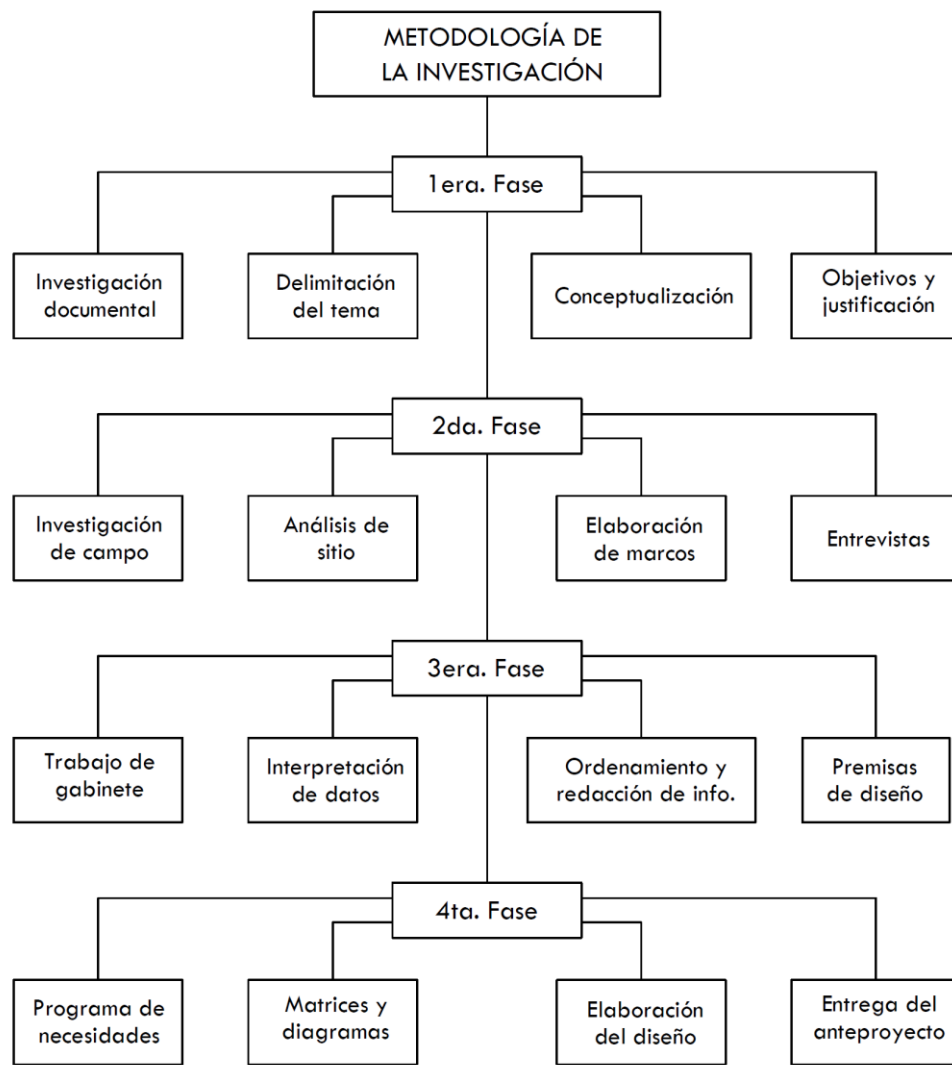 METODOLOGÍA DE
LA INVESTIGACIÓN
1era. Fase
Investigación
documental
Delimitación
del tema
Conceptualización
Objetivos y
justificación
2da. Fase
Investigación
de campo
Análisis de
sitio
Elaboración
de marcos
Entrevistas
3era. Fase
Trabajo de
gabinete
Interpretación
de datos
Ordenamiento y
redacción de info.
Premisas
de diseño
4ta. Fase
Programa de
necesidades
Matrices y
diagramas
Elaboración
del diseño
Entrega del
anteproyecto